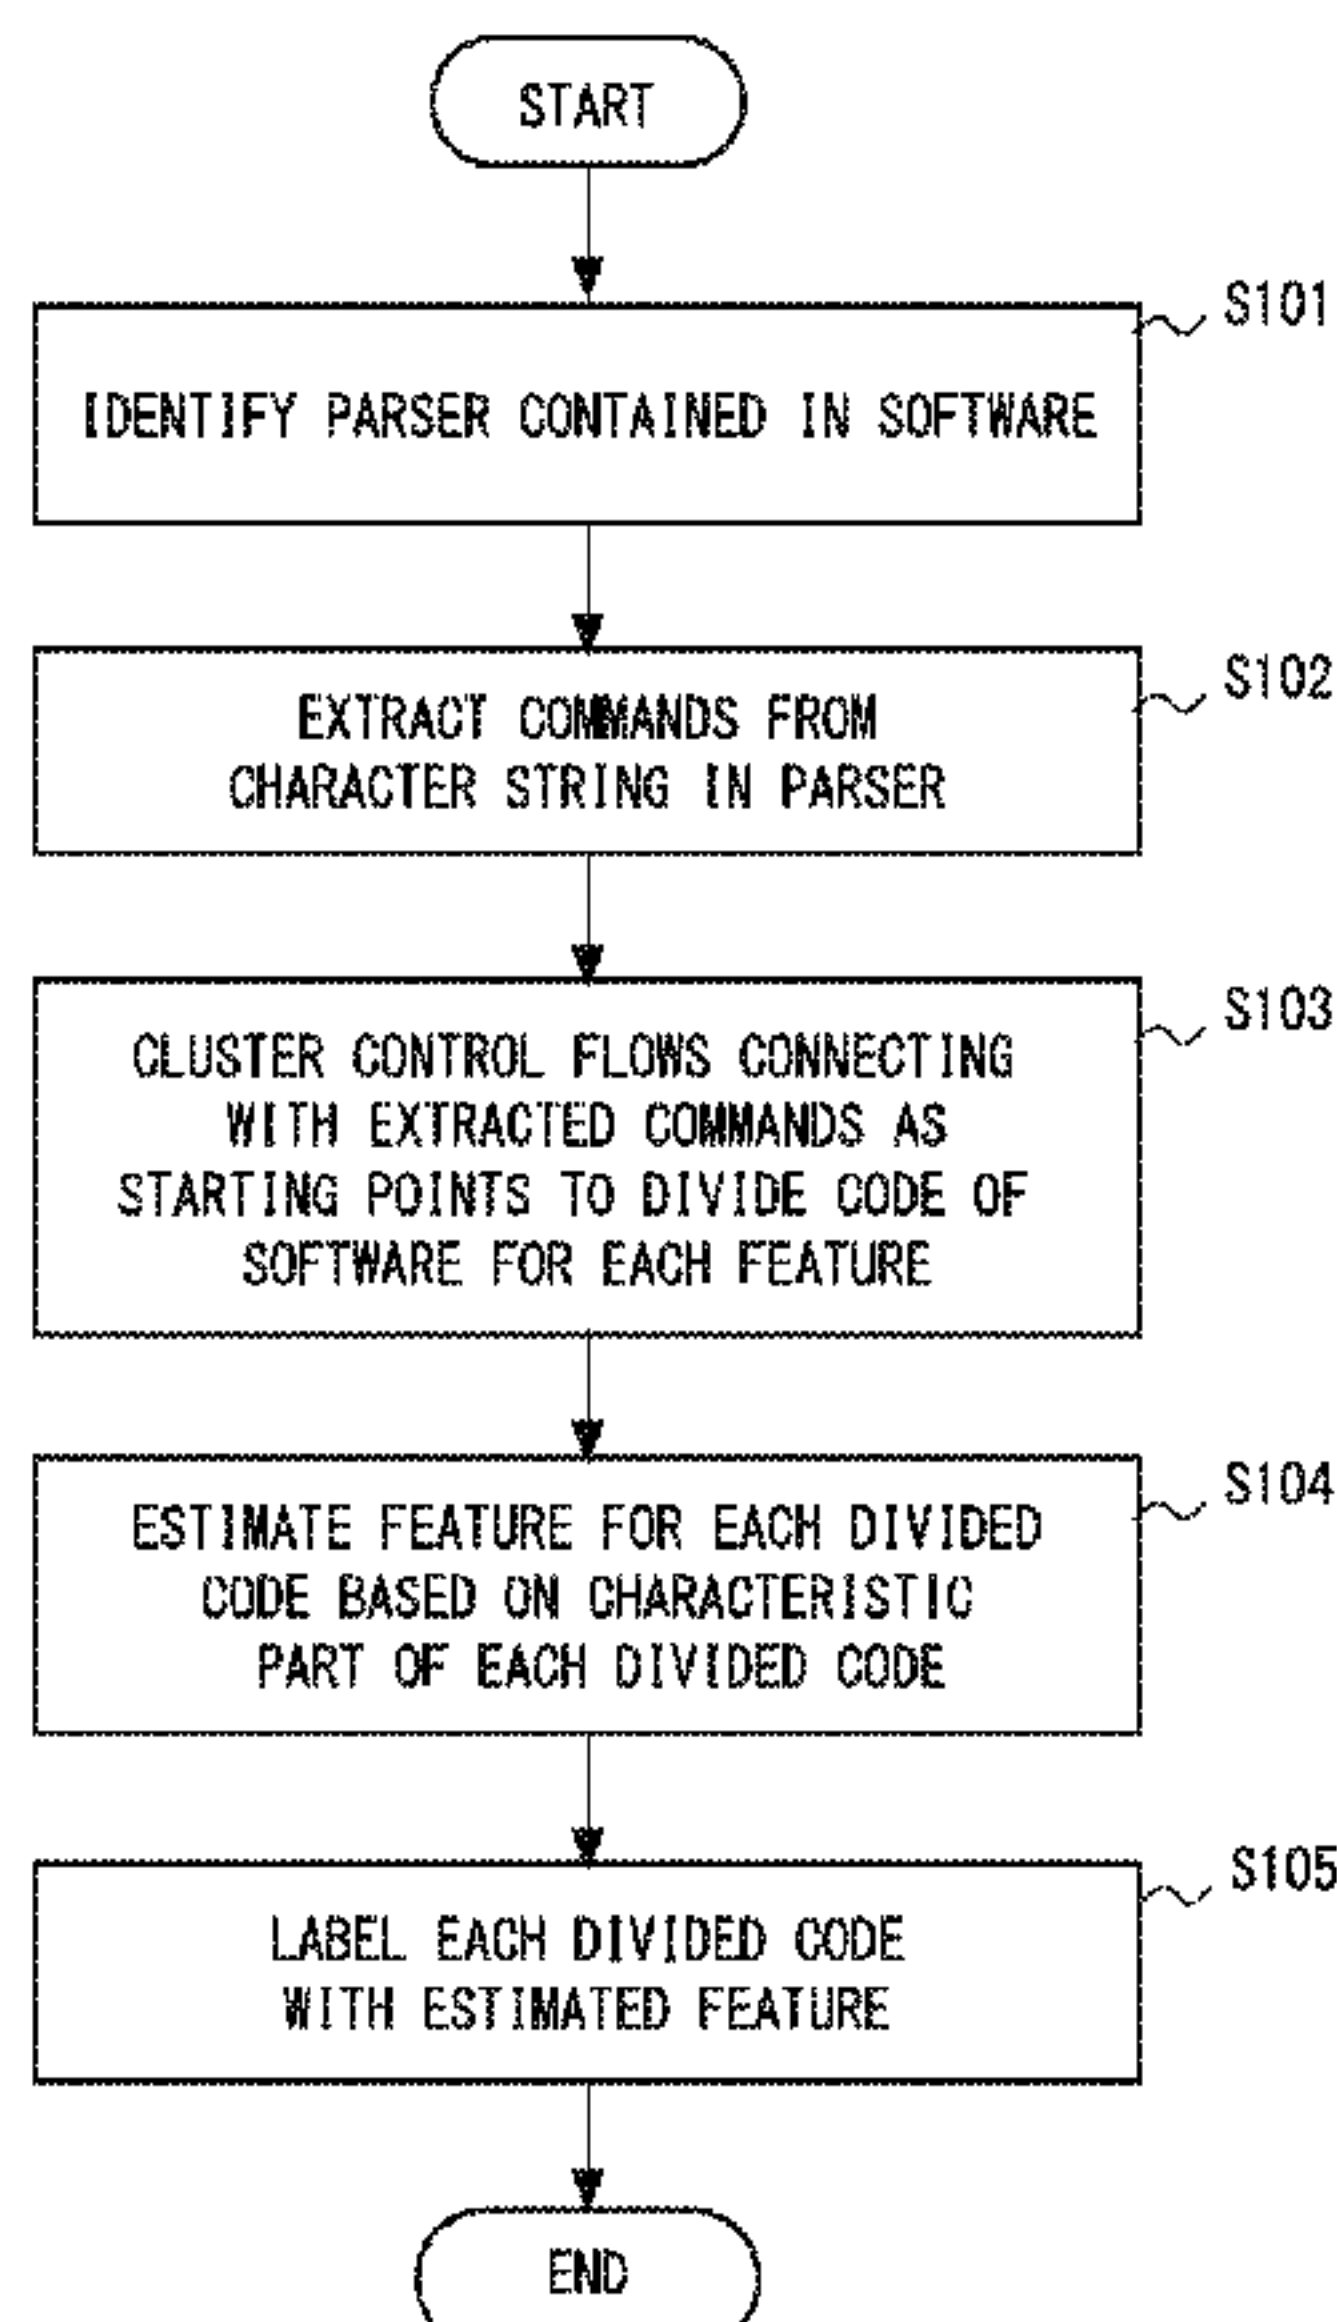 START
S101
IDENTIFY PARSER CONTAINED IN SOFTWARE
S102
EXTRACT COMMANDS FROM
CHARACTER STRING IN PARSER
S103
CLUSTER CONTROL FLOWS CONNECTING
WITH EXTRACTED COMMANDS AS
STARTING POINTS TO DIVIDE CODE OF
SOFTWARE FOR EACH FEATURE
S104
ESTIMATE FEATURE FOR EACH DIVIDED
CODE BASED ON CHARACTERISTIC
PART OF EACH DIVIDED CODE
S105
LABEL EACH DIVIDED CODE
WITH ESTIMATED FEATURE
END